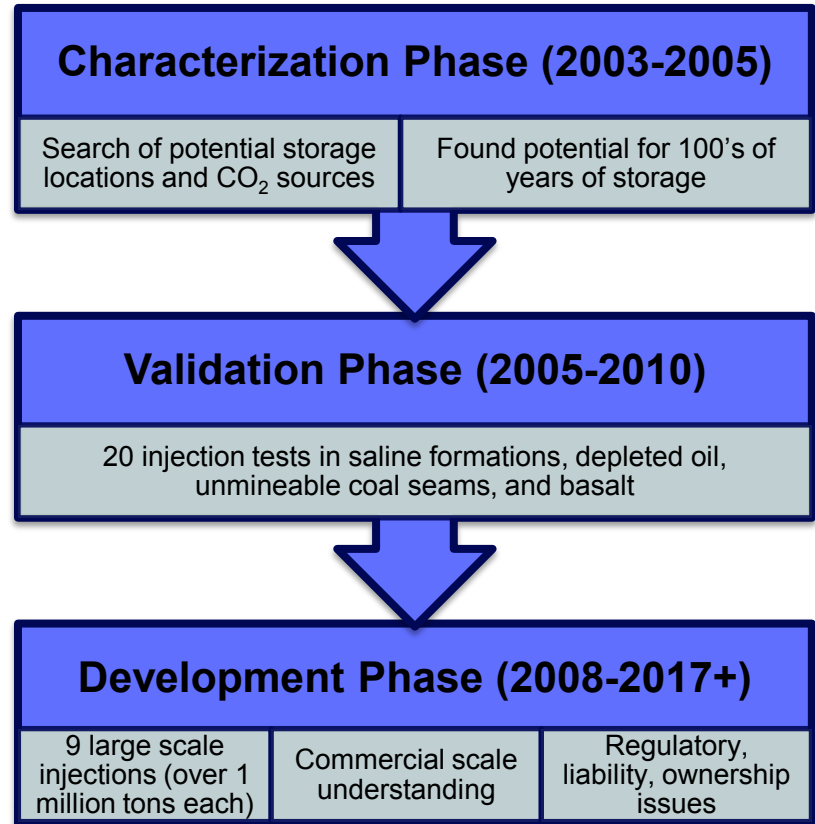 Characterization Phase (2003-2005)
Search of potential storage
locations and CO₂ sources
Found potential for 100’s of
years of storage
Validation Phase (2005-2010)
20 injection tests in saline formations, depleted oil,
unmineable coal seams, and basalt
Development Phase (2008-2017+)
9 large scale
injections (over 1
million tons each)
Commercial scale
understanding
Regulatory,
liability, ownership
issues